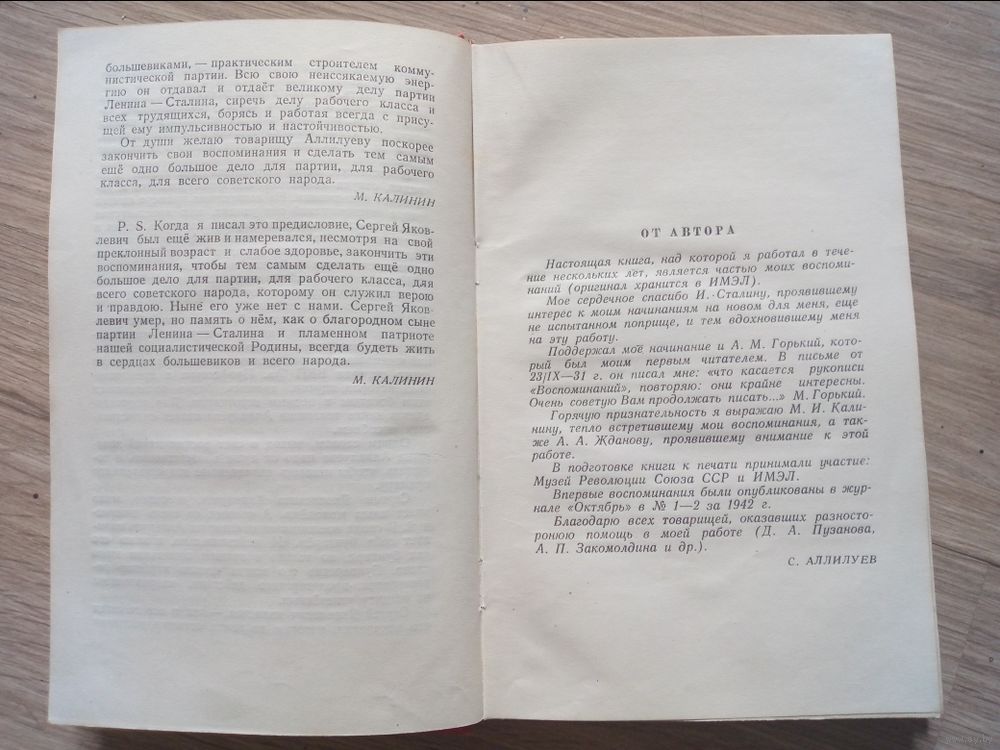 большевиками, — практическим строителем комму-
нистической партии. Всю свою неиссякаемую энер-
гию он отдавал и отдаёт великому делу партии
Ленина — Сталина, сиречь делу рабочего класса и
всех трудящихся, борясь и работая всегда с прису-
щей ему импульсивностью и настойчивостью.
От души желаю товарищу Аллилуеву поскорее
закончить свои воспоминания и сделать тем самым
ещё одно большое дело для партии, для рабочего
класса, для всего советского народа.
М. КАЛИНИН
P. S. Когда я писал это предисловие, Сергей Яков-
левич был ещё жив и намеревался, несмотря на свой
преклонный возраст и слабое здоровье, закончить эти
воспоминания, чтобы тем самым сделать ещё одно
большое дело для партии, для рабочего класса, для
всего советского народа, которому он служил верою
и правдою. Ныне его уже нет с нами. Сергей Яков-
левич умер, но память о нём, как о благородном сыне
партии Ленина — Сталина и пламенном патриоте
нашей социалистической Родины, всегда будеть жить
в сердцах большевиков и всего народа.
М. КАЛИНИН
ОТ АВТОРА
Настоящая книга, над которой я работал в тече-
ние нескольких лет, является частью моих воспоми-
наний (оригинал хранится в ИМЭЛ).
Мое сердечное спасибо И. Сталину, проявившему
интерес к моим начинаниям на новом для меня, еще
не испытанном поприще, и тем вдохновившему меня
на эту работу.
Поддержал моё начинание и А. М. Горький, кото-
рый был моим первым читателем. В письме от
23/IX—31 г. он писал мне: «что касается рукописи
«Воспоминаний», повторяю: они крайне интересны.
Очень советую Вам продолжать писать...» М. Горький.
Горячую признательность я выражаю М. И. Кали-
нину, тепло встретившему мои воспоминания, а так-
же А. А. Жданову, проявившему внимание к этой
работе.
В подготовке книги к печати принимали участие:
Музей Революции Союза ССР и ИМЭЛ.
Впервые воспоминания были опубликованы в жур-
нале «Октябрь» в № 1—2 за 1942 г.
Благодарю всех товарищей, оказавших разносто-
ронюю помощь в моей работе (Д. А. Пузанова,
А. П. Закомолдина и др.).
С. АЛЛИЛУЕВ